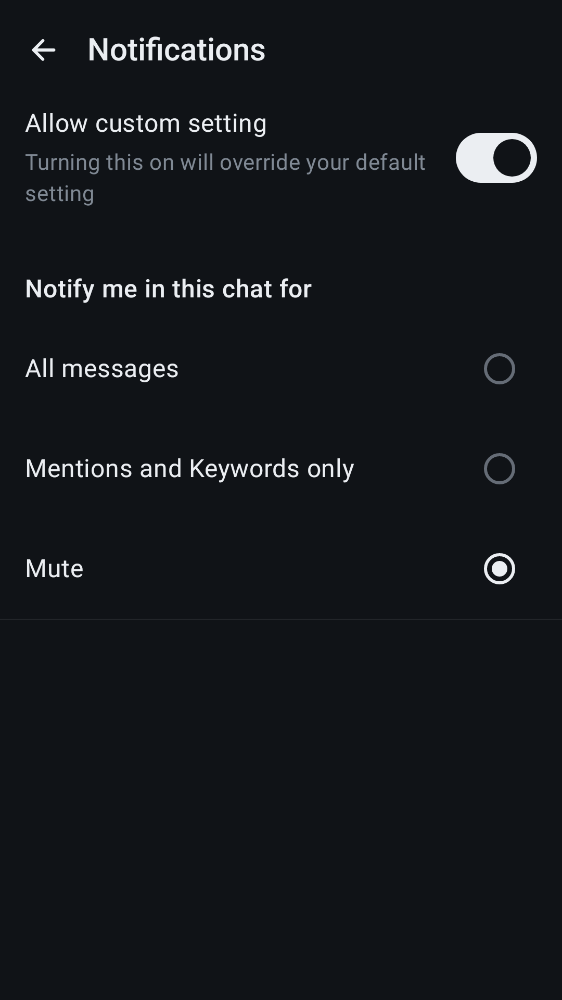 Notifications
Allow custom setting
Turning this on will override your default
setting
Notify me in this chat for
All messages
Mentions and Keywords only
Mute